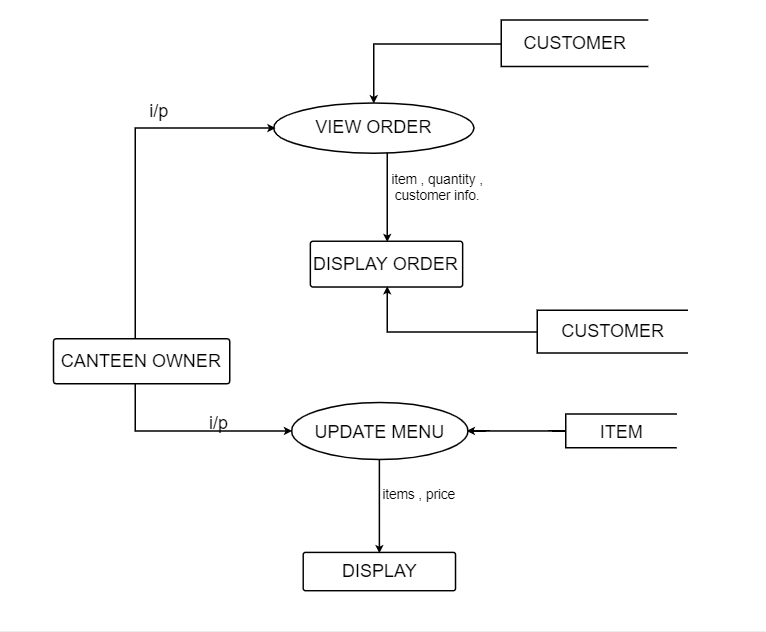 CUSTOMER
i/p
VIEW ORDER
item , quantity ,
customer info.
DISPLAY ORDER
CUSTOMER
CANTEEN OWNER
i/p
UPDATE MENU
ITEM
items , price
DISPLAY